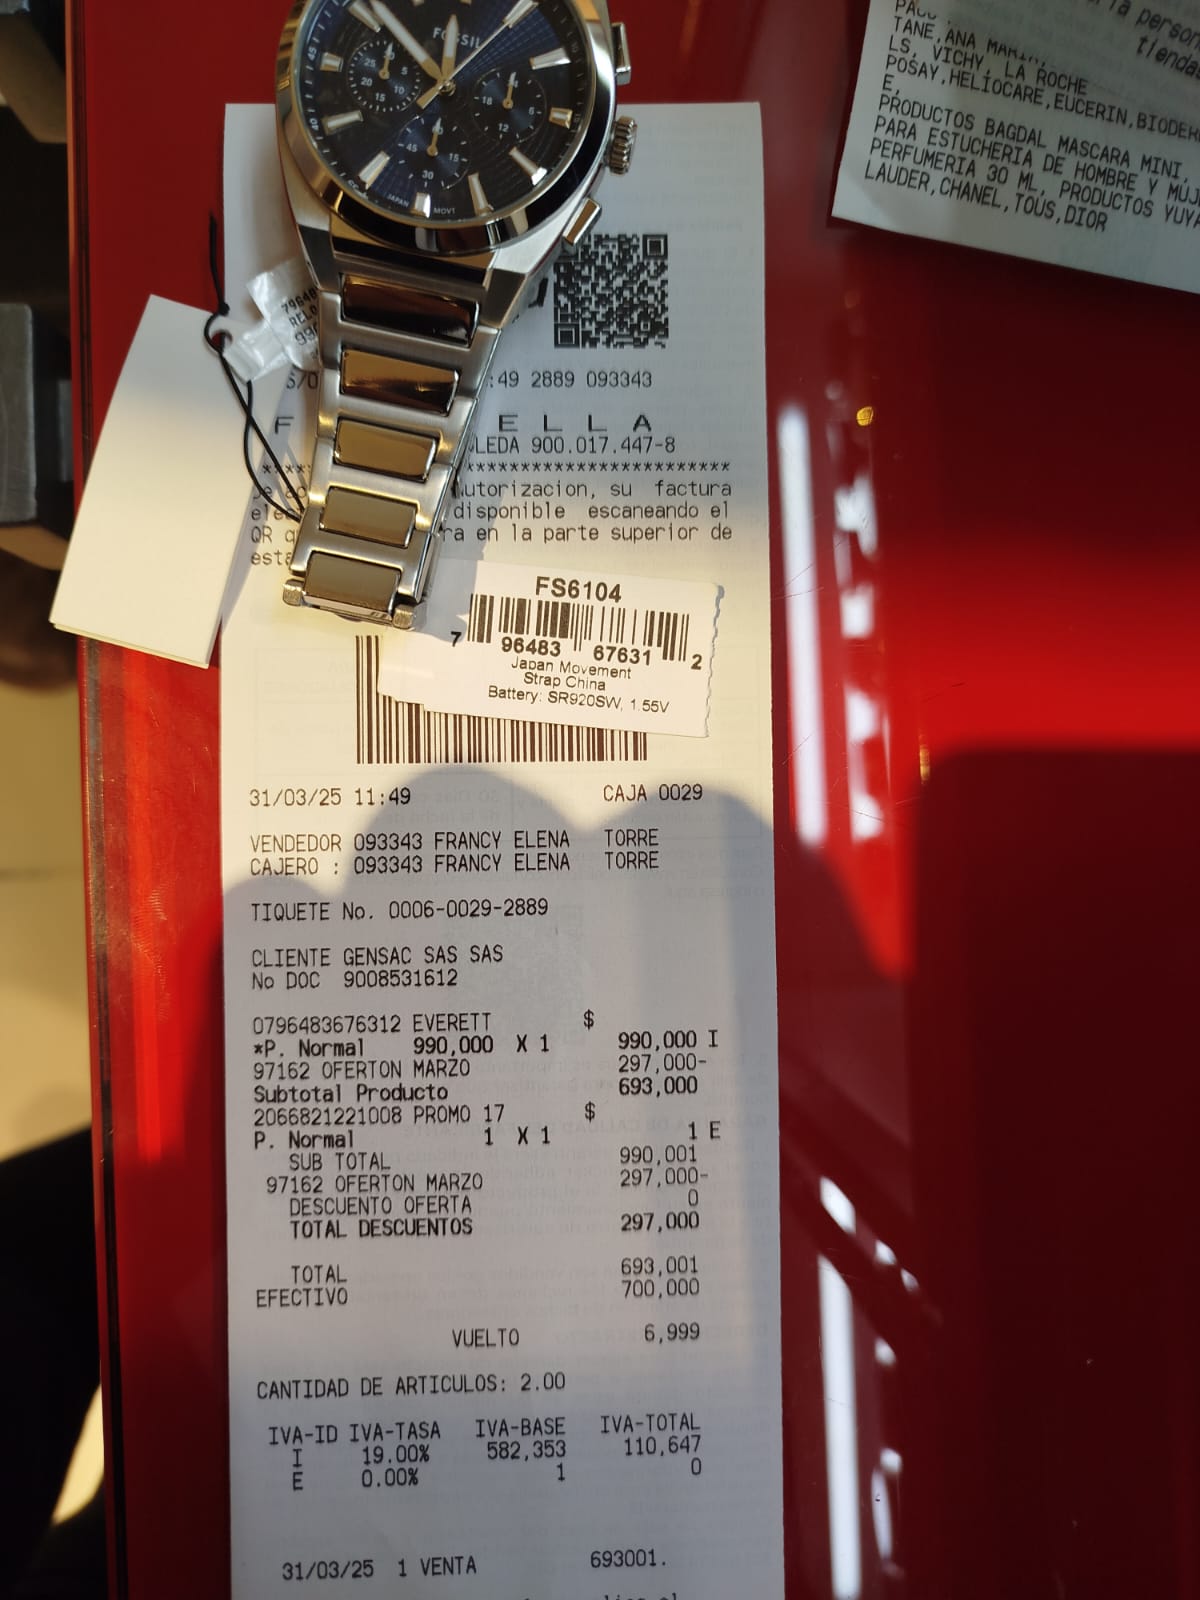 FOSSIL
JAPAN MOVT
TANE, ANA
LS, VICHY, LA ROCHE
POSAY,HELIOCARE,EUCERIN,BIODER
E,
PRODUCTOS BAGDAL MASCARA MINI,
PARA ESTUCHERIA DE HOMBRE Y MUJ
PERFUMERIA 30 ML, PRODUCTOS YUYA
LAUDER,CHANEL,TOUS,DIOR
:49 2889 093343
F ELLA
LEDA 900.017.447-8
************************
utorizacion, su factura
disponible escaneando el
QR ra en la parte superior de
esta
FS6104
7 96483 67631 2
Japan Movement
Strap China
Battery: SR920SW, 1.55V
31/03/25 11:49 CAJA 0029
VENDEDOR 093343 FRANCY ELENA TORRE
CAJERO : 093343 FRANCY ELENA TORRE
TIQUETE No. 0006-0029-2889
CLIENTE GENSAC SAS SAS
No DOC 9008531612
0796483676312 EVERETT $
*P. Normal 990,000 X 1 990,000 I
97162 OFERTON MARZO 297,000-
Subtotal Producto 693,000
2066821221008 PROMO 17 $
P. Normal 1 X 1 1 E
SUB TOTAL 990,001
97162 OFERTON MARZO 297,000-
DESCUENTO OFERTA 0
TOTAL DESCUENTOS 297,000
TOTAL 693,001
EFECTIVO 700,000
VUELTO 6,999
CANTIDAD DE ARTICULOS: 2.00
IVA-ID IVA-TASA IVA-BASE IVA-TOTAL
I 19.00% 582,353 110,647
E 0.00% 1 0
31/03/25 1 VENTA 693001.